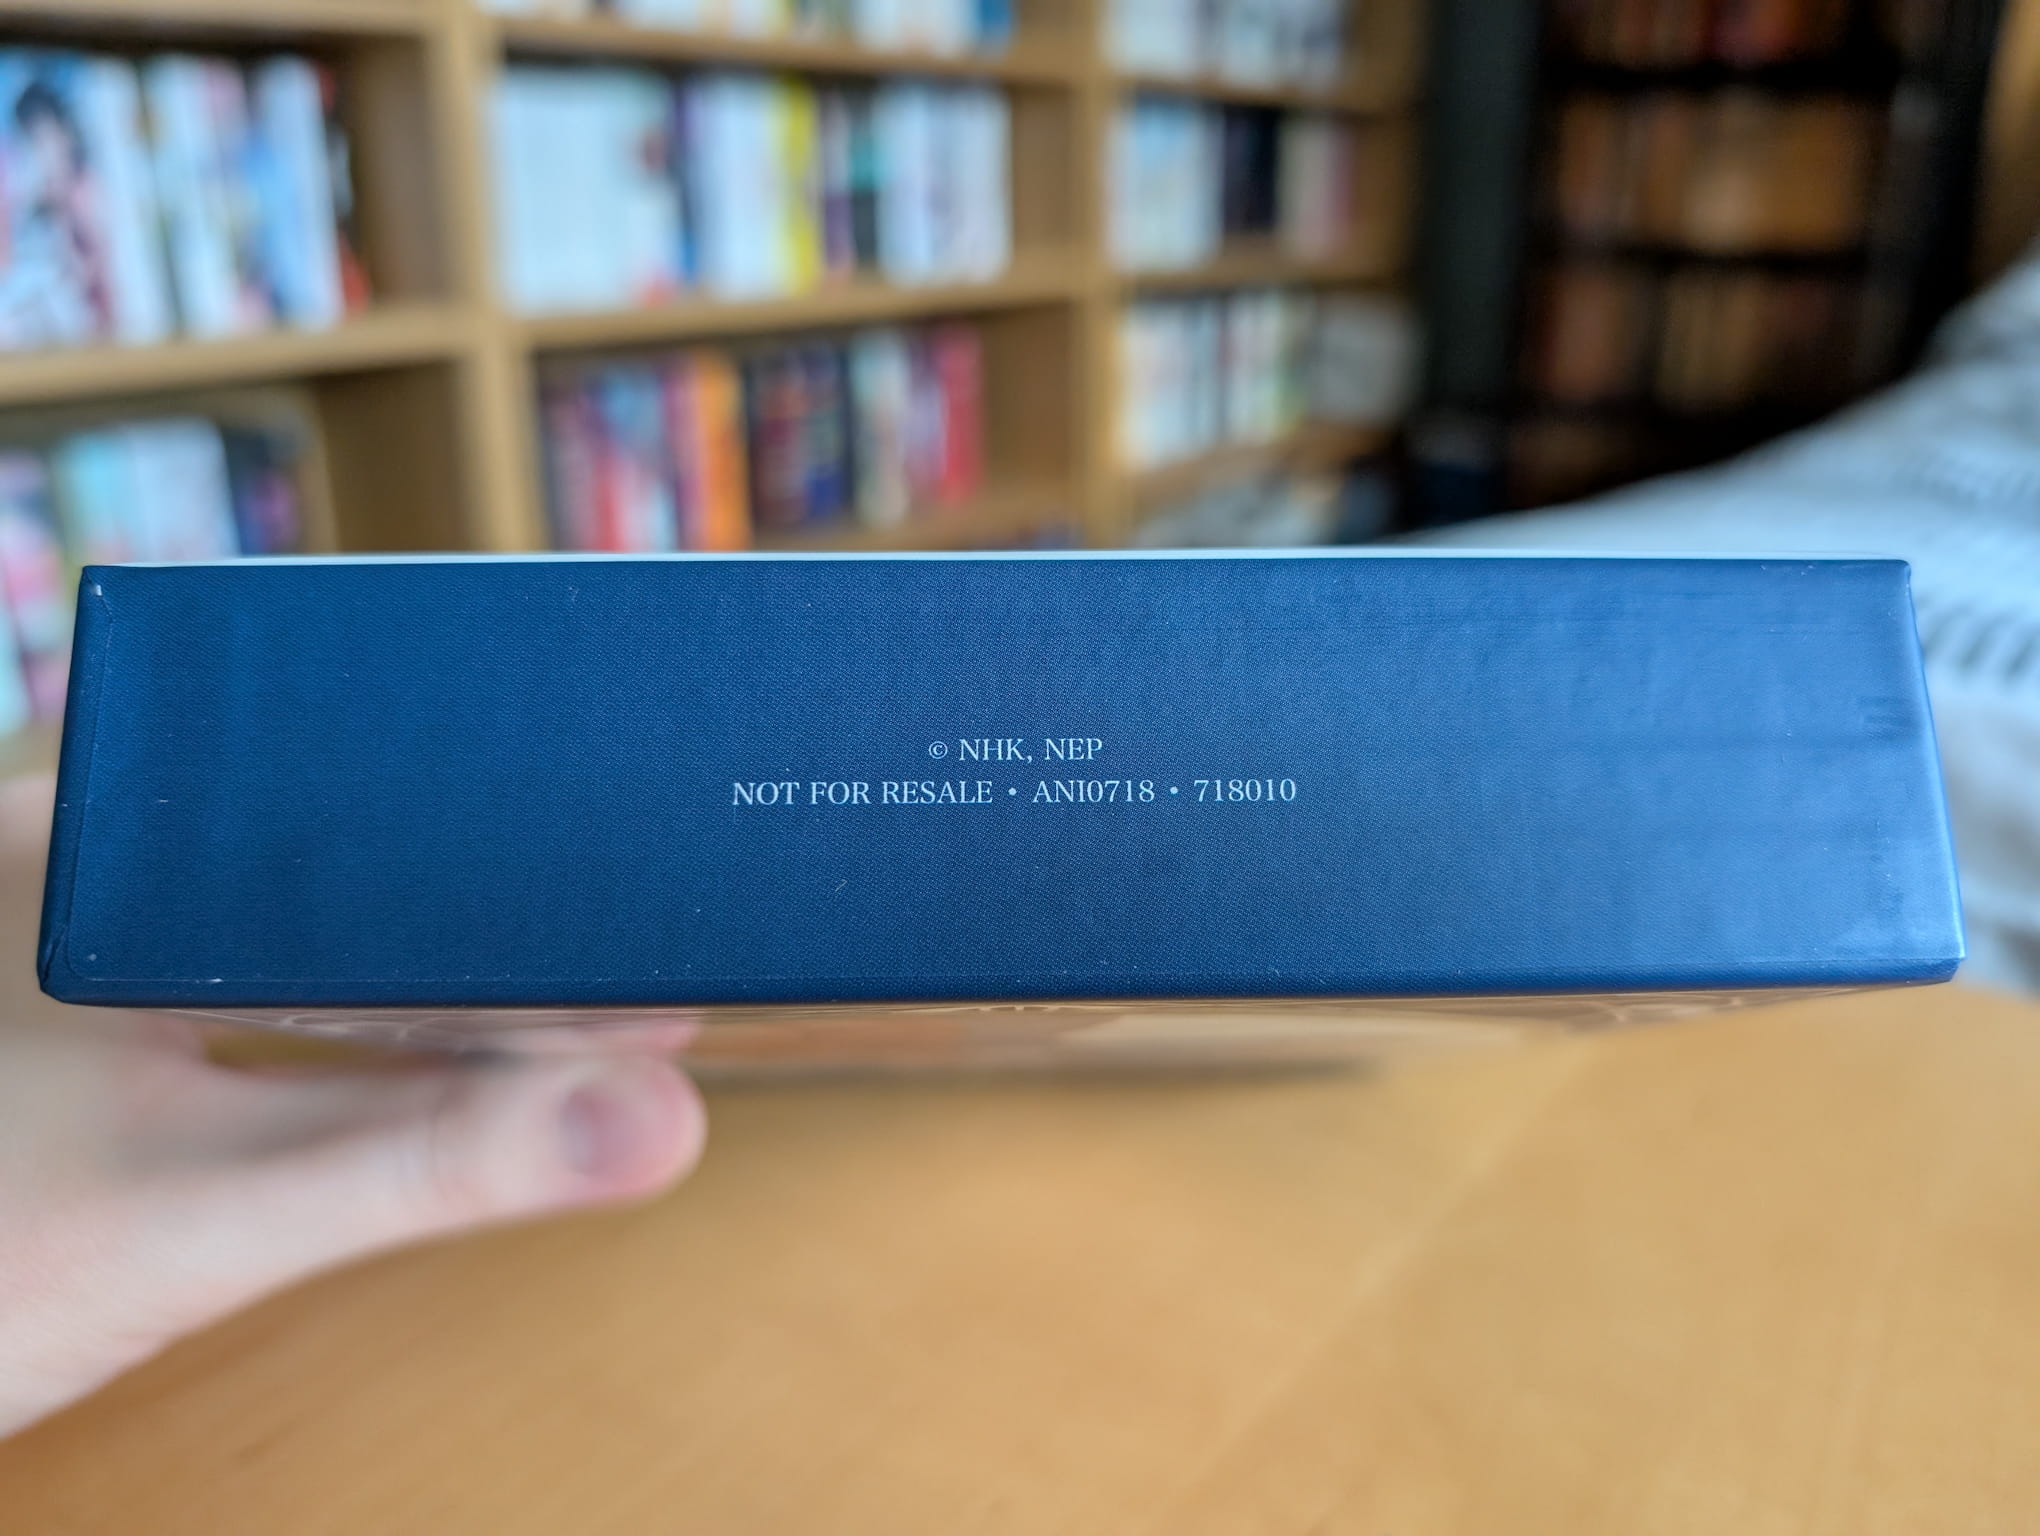 © NHK, NEP
NOT FOR RESALE • ANI0718 • 718010